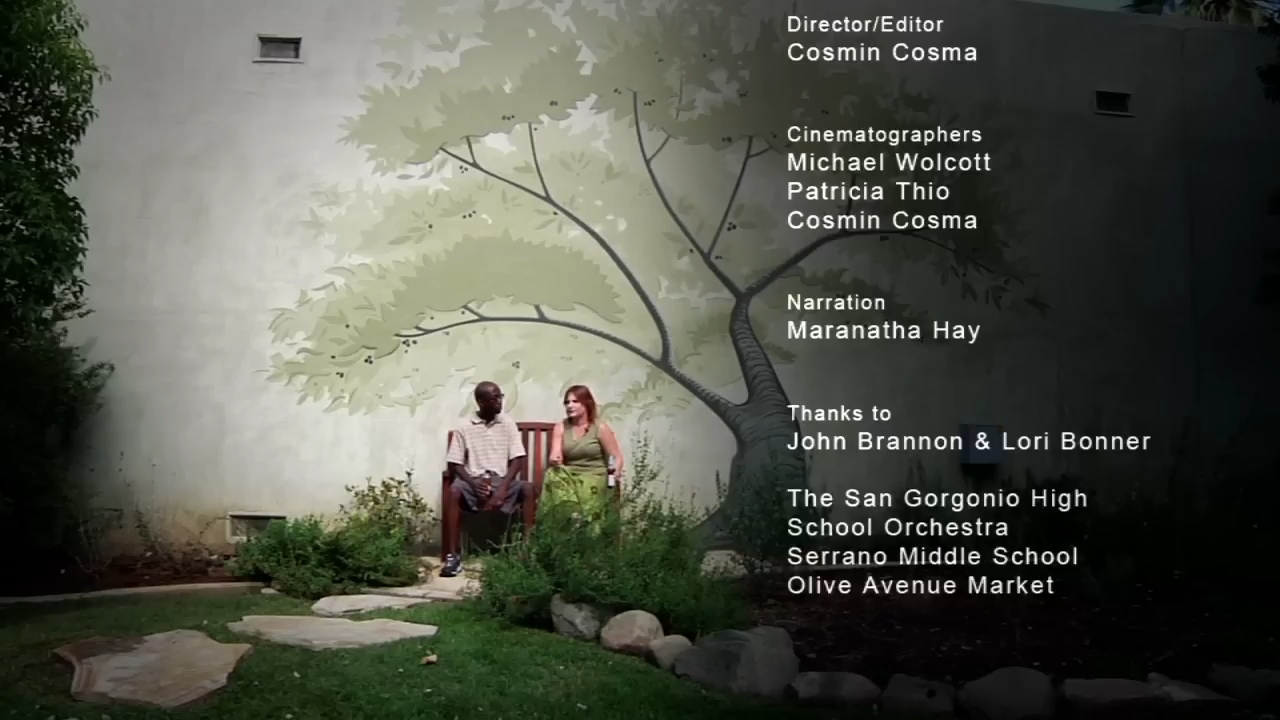 Director/Editor
Cosmin Cosma
Cinematographers
Michael Wolcott
Patricia Thio
Cosmin Cosma
Narration
Maranatha Hay
Thanks to
John Brannon & Lori Bonner
The San Gorgonio High
School Orchestra
Serrano Middle School
Olive Avenue Market